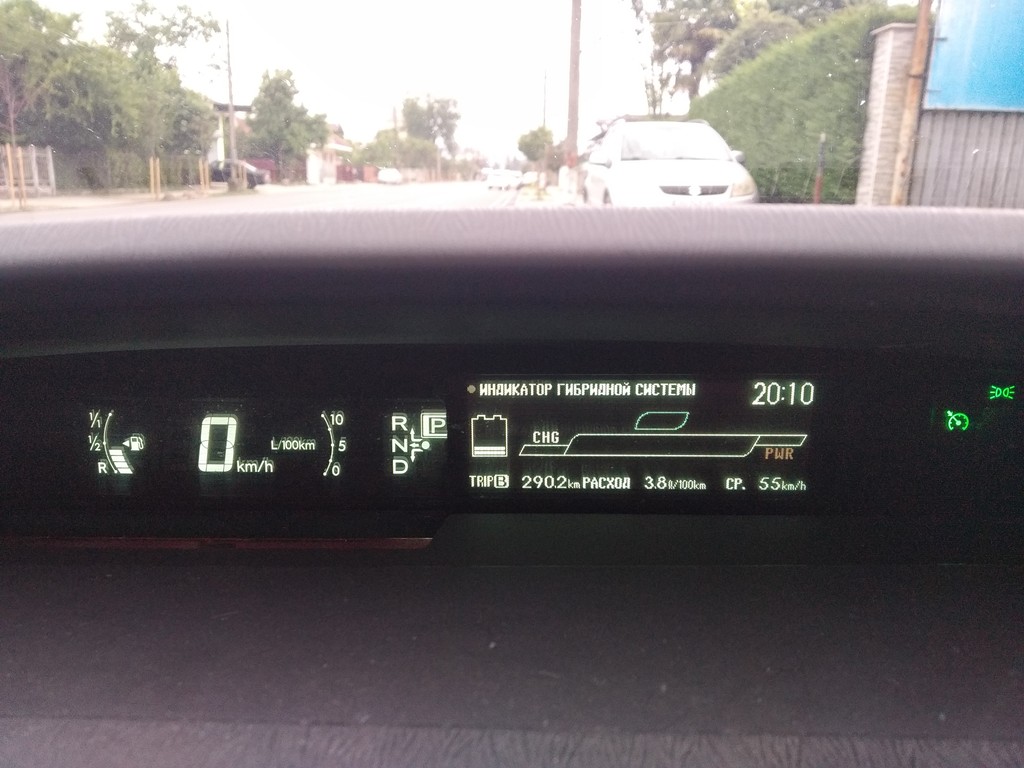 1/1
1/2
R
0 km/h
L/100km
10
5
0
R
N
D
P
ИНДИКАТОР ГИБРИДНОЙ СИСТЕМЫ 20:10
CHG
PWR
TRIP B 290.2 km РАСХОД 3.8 ℓ/100km СР. 55 km/h